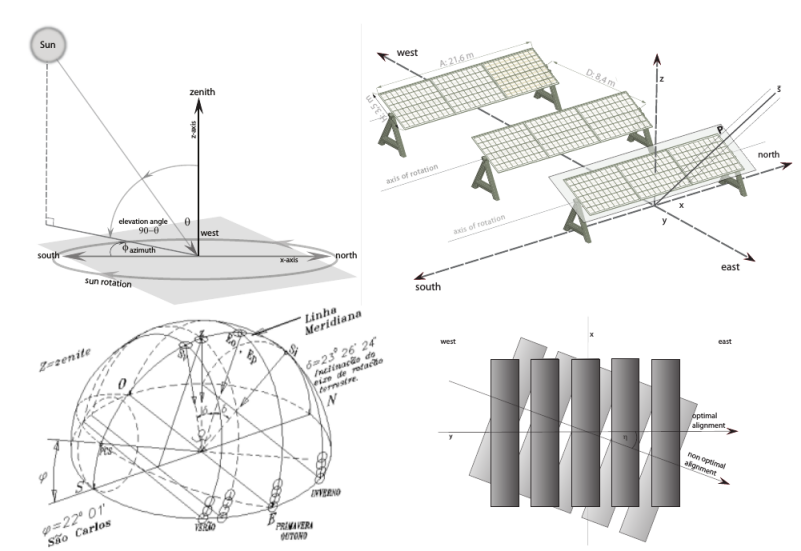 Sun
zenith
z-axis
θ
elevation angle
90-θ
west
ϕ azimuth
south
north
x-axis
sun rotation
west
A: 21,6 m
D: 8,4 m
z
P
north
axis of rotation
x
axis of rotation
y
east
south
Linha
Meridiana
Z=zenite
δ=23° 26' 24"
Inclinação do
eixo de rotação
terrestre.
O
N
PCS
S
φ
φ=22° 01'
São Carlos
VERÃO
PRIMAVERA
OUTONO
INVERNO
x
west
east
optimal
alignment
y
η
non optimal
alignment